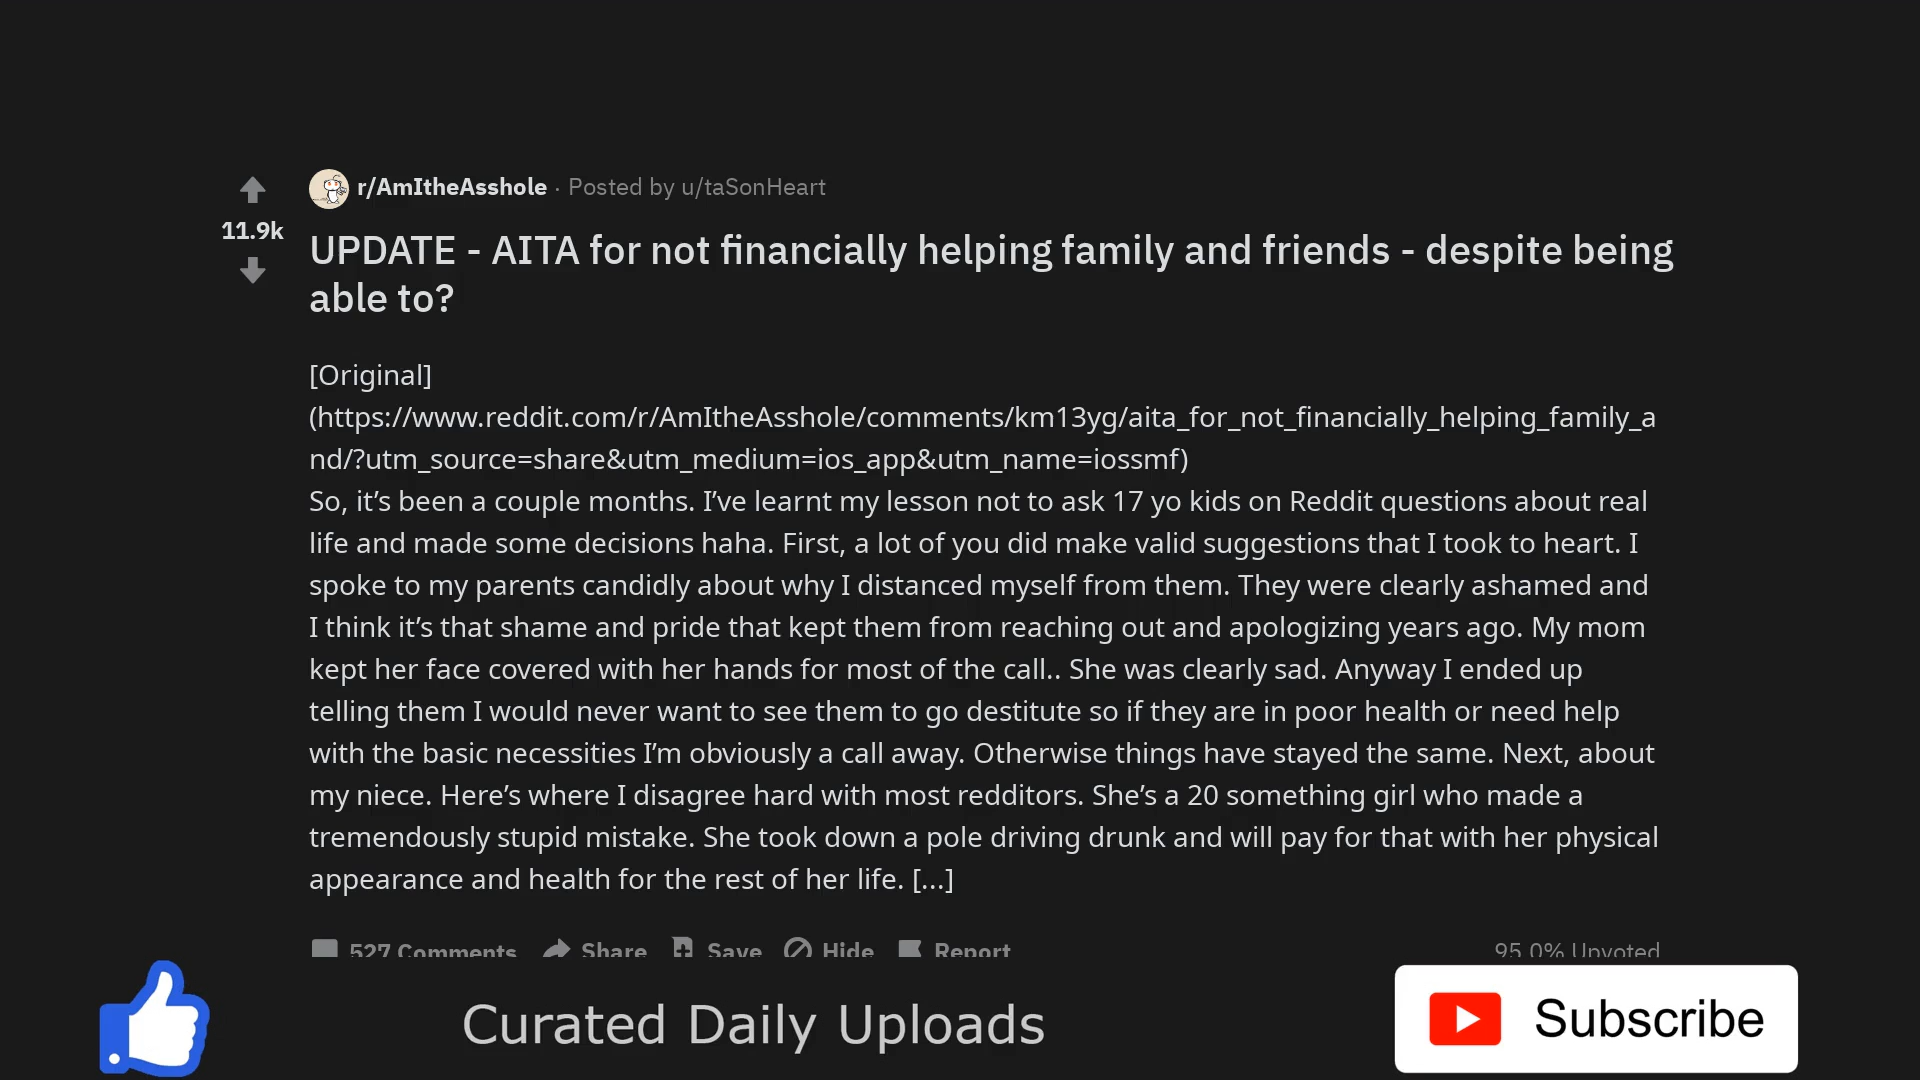 r/AmItheAsshole · Posted by u/taSonHeart
11.9k
UPDATE - AITA for not financially helping family and friends - despite being
able to?
[Original]
(https://www.reddit.com/r/AmItheAsshole/comments/km13yg/aita_for_not_financially_helping_family_a
nd/?utm_source=share&utm_medium=ios_app&utm_name=iossmf)
So, it’s been a couple months. I’ve learnt my lesson not to ask 17 yo kids on Reddit questions about real
life and made some decisions haha. First, a lot of you did make valid suggestions that I took to heart. I
spoke to my parents candidly about why I distanced myself from them. They were clearly ashamed and
I think it’s that shame and pride that kept them from reaching out and apologizing years ago. My mom
kept her face covered with her hands for most of the call.. She was clearly sad. Anyway I ended up
telling them I would never want to see them to go destitute so if they are in poor health or need help
with the basic necessities I’m obviously a call away. Otherwise things have stayed the same. Next, about
my niece. Here’s where I disagree hard with most redditors. She’s a 20 something girl who made a
tremendously stupid mistake. She took down a pole driving drunk and will pay for that with her physical
appearance and health for the rest of her life. [...]
527 Comments Share Save Hide Report 95.0% Upvoted
Curated Daily Uploads
Subscribe